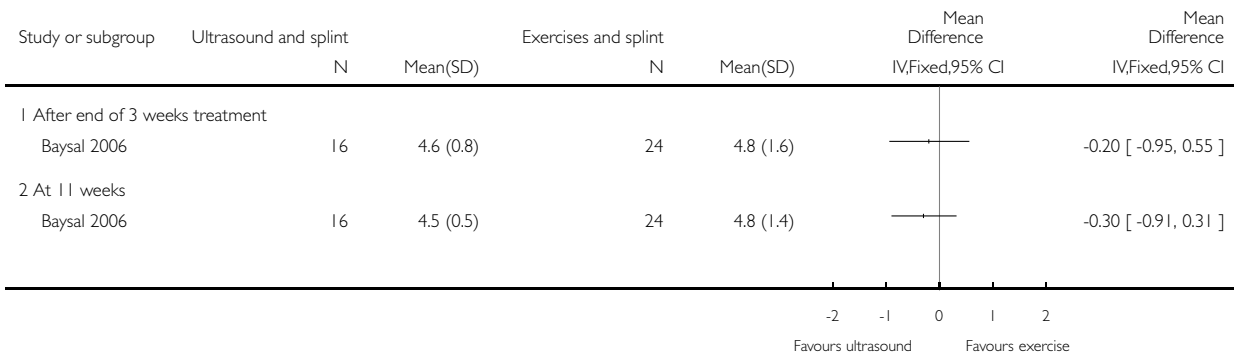 Mean Mean
Study or subgroup Ultrasound and splint Exercises and splint Difference Difference
N Mean(SD) N Mean(SD) IV,Fixed,95% CI IV,Fixed,95% CI
1 After end of 3 weeks treatment
Baysal 2006 16 4.6 (0.8) 24 4.8 (1.6) -0.20 [ -0.95, 0.55 ]
2 At 11 weeks
Baysal 2006 16 4.5 (0.5) 24 4.8 (1.4) -0.30 [ -0.91, 0.31 ]
-2 -1 0 1 2
Favours ultrasound Favours exercise